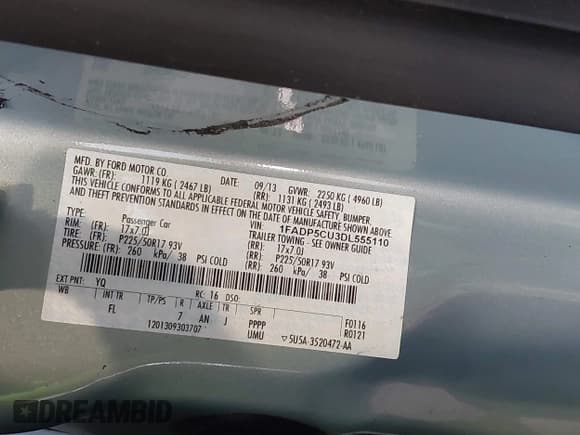 MFD. BY FORD MOTOR CO.
DATE: 09/13 GVWR: 2250 KG ( 4960 LB)
GAWR: (FR): 1119 KG ( 2467 LB) (RR): 1131 KG ( 2493 LB)
THIS VEHICLE CONFORMS TO ALL APPLICABLE FEDERAL MOTOR VEHICLE SAFETY, BUMPER,
AND THEFT PREVENTION STANDARDS IN EFFECT ON THE DATE OF MANUFACTURE SHOWN ABOVE.
VIN: 1FADP5CU3DL555110
TYPE: Passenger Car TRAILER TOWING - SEE OWNER GUIDE
RIM: (FR): 17x7.0J (RR): 17x7.0J
TIRE: P225/50R17 93V P225/50R17 93V
PRESSURE: (FR): 260 kPa/ 38 PSI COLD (RR): 260 kPa/ 38 PSI COLD
EXT PNT: YQ RC: 16 DSO:
WB INT TR TP/PS R AXLE TR SPR
FL 7 AN J PPPP F0116
1201309303707 UMU R0121
5U5A-3520472-AA
DREAMBID